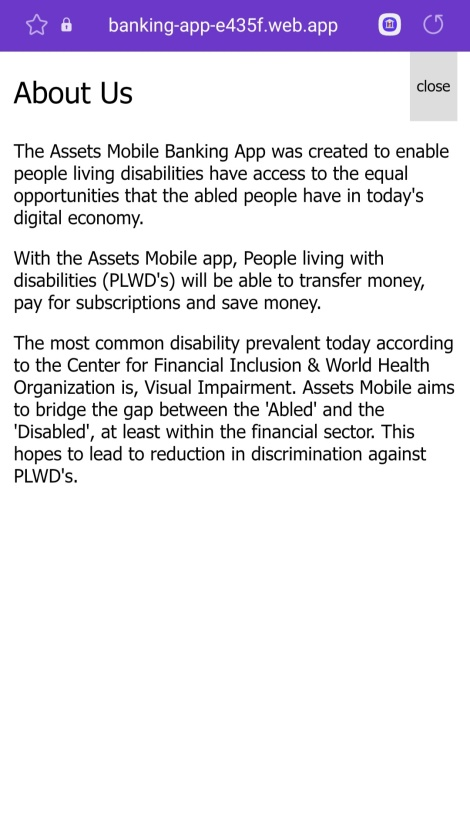 banking-app-e435f.web.app
About Us
close
The Assets Mobile Banking App was created to enable
people living disabilities have access to the equal
opportunities that the abled people have in today's
digital economy.
With the Assets Mobile app, People living with
disabilities (PLWD's) will be able to transfer money,
pay for subscriptions and save money.
The most common disability prevalent today according
to the Center for Financial Inclusion & World Health
Organization is, Visual Impairment. Assets Mobile aims
to bridge the gap between the 'Abled' and the
'Disabled', at least within the financial sector. This
hopes to lead to reduction in discrimination against
PLWD's.